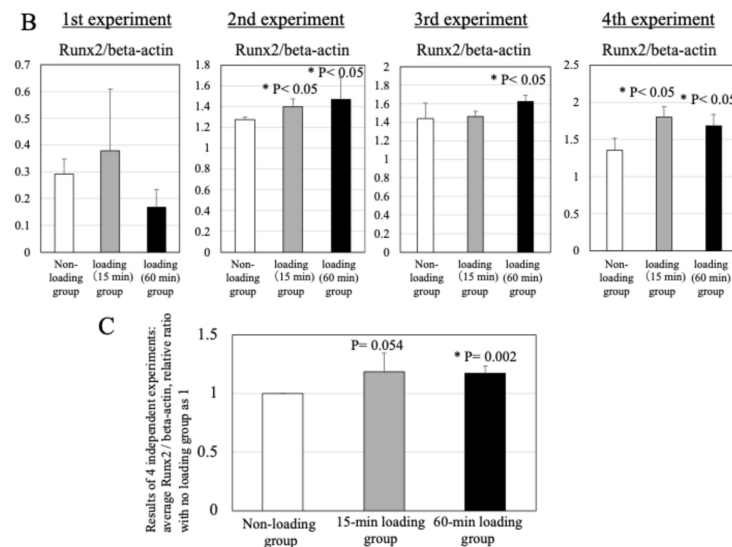 B
1st experiment
Runx2/beta-actin
0.7
0.6
0.5
0.4
0.3
0.2
0.1
0
Non-
loading
group
loading
(15 min)
group
loading
(60 min)
group
2nd experiment
Runx2/beta-actin
* P< 0.05
* P< 0.05
1.8
1.6
1.4
1.2
1
0.8
0.6
0.4
0.2
0
Non-
loading
group
loading
(15 min)
group
loading
(60 min)
group
3rd experiment
Runx2/beta-actin
* P< 0.05
2
1.8
1.6
1.4
1.2
1
0.8
0.6
0.4
0.2
0
Non-
loading
group
loading
(15 min)
group
loading
(60 min)
group
4th experiment
Runx2/beta-actin
* P< 0.05
* P< 0.05
2.5
2
1.5
1
0.5
0
Non-
loading
group
loading
(15 min)
group
loading
(60 min)
group
C
Results of 4 independent experiments:
average Runx2 / beta-actin, relative ratio
with no loading group as 1
1.5
1
0.5
0
P= 0.054
* P= 0.002
Non-loading
group
15-min loading
group
60-min loading
group